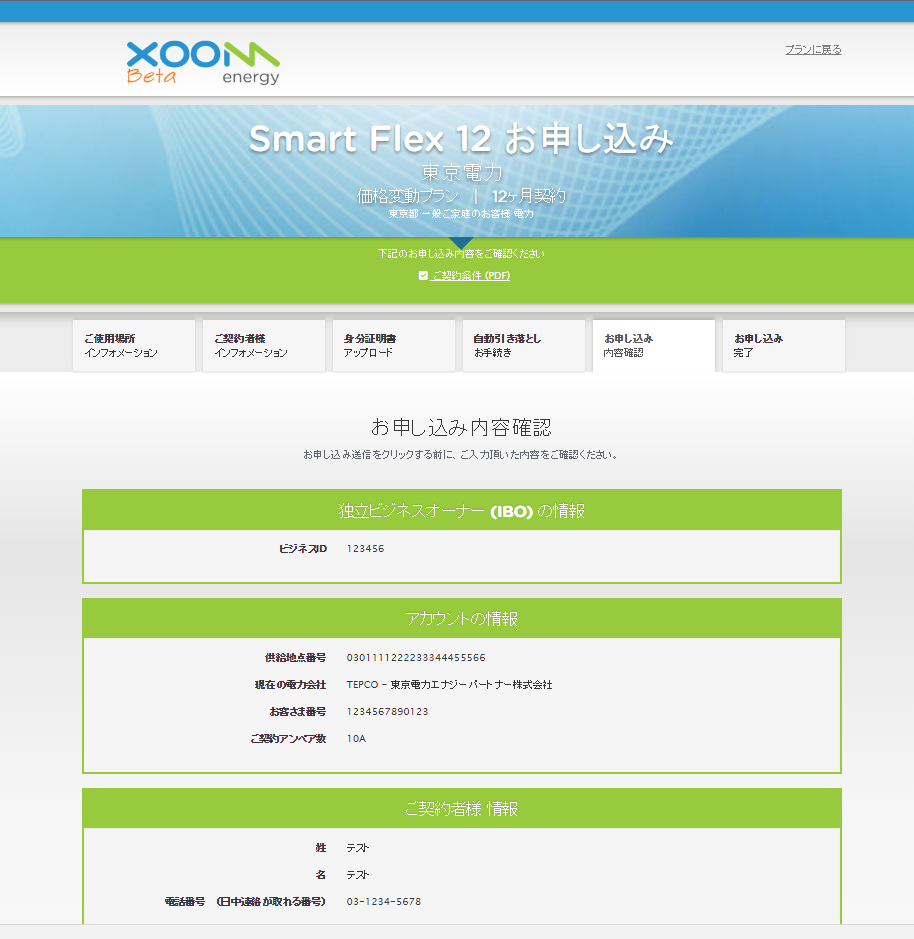 XOOM
Beta energy
プランに戻る
Smart Flex 12 お申し込み
東京電力
価格変動プラン | 12ヶ月契約
東京都 一般ご家庭のお客様 電力
下記のお申し込み内容をご確認ください
ご契約条件 (PDF)
ご使用場所
インフォメーション
ご契約者様
インフォメーション
身分証明書
アップロード
自動引き落とし
お手続き
お申し込み
内容確認
お申し込み
完了
お申し込み内容確認
お申し込み送信をクリックする前に、ご入力頂いた内容をご確認ください。
独立ビジネスオーナー (IBO) の情報
ビジネスID 123456
アカウントの情報
供給地点番号 0301111222233344455566
現在の電力会社 TEPCO - 東京電力エナジーパートナー株式会社
お客さま番号 1234567890123
ご契約アンペア数 10A
ご契約者様 情報
姓 テスト
名 テスト
電話番号 (日中連絡が取れる番号) 03-1234-5678